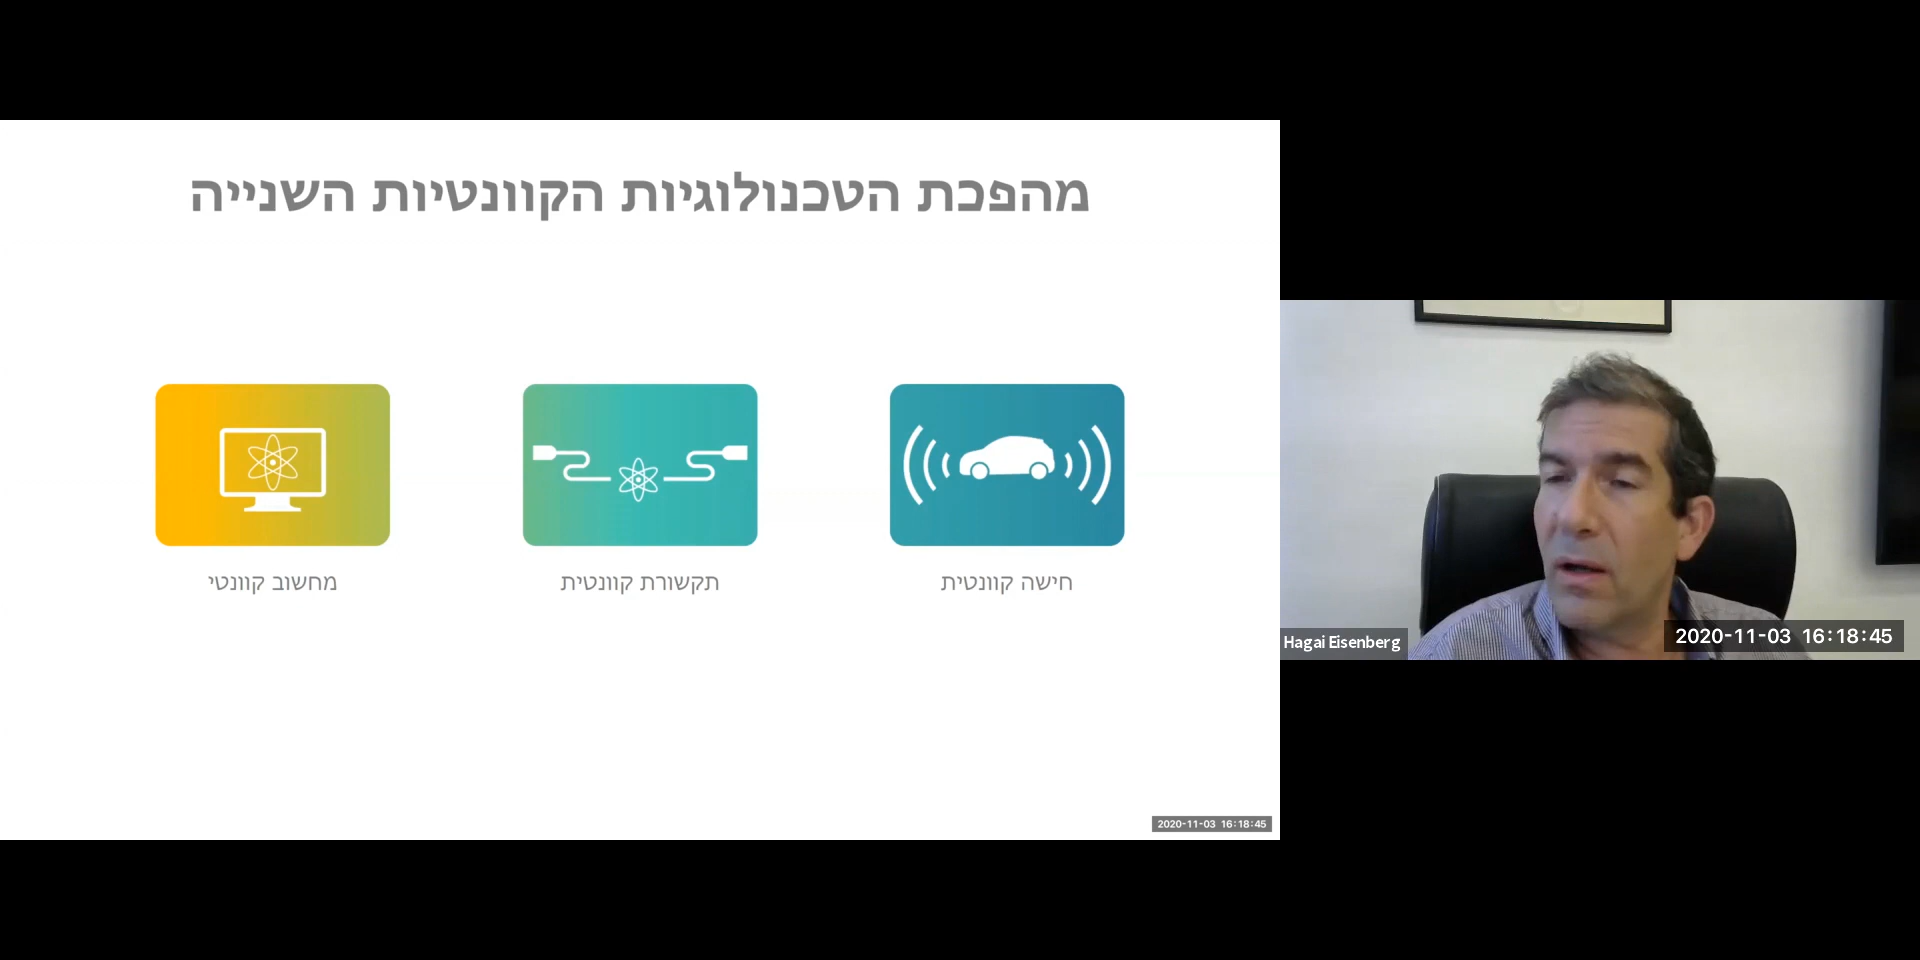 מהפכת הטכנולוגיות הקוונטיות השנייה
חישה קוונטית
תקשורת קוונטית
מחשוב קוונטי
2020-11-03 16:18:45
Hagai Eisenberg
2020-11-03 16:18:45